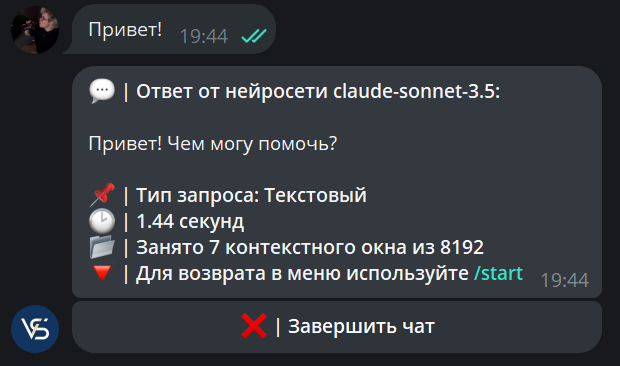 Привет!
19:44
💬 | Ответ от нейросети claude-sonnet-3.5:
Привет! Чем могу помочь?
📌 | Тип запроса: Текстовый
🕒 | 1.44 секунд
📂 | Занято 7 контекстного окна из 8192
🔻 | Для возврата в меню используйте /start
19:44
❌ | Завершить чат